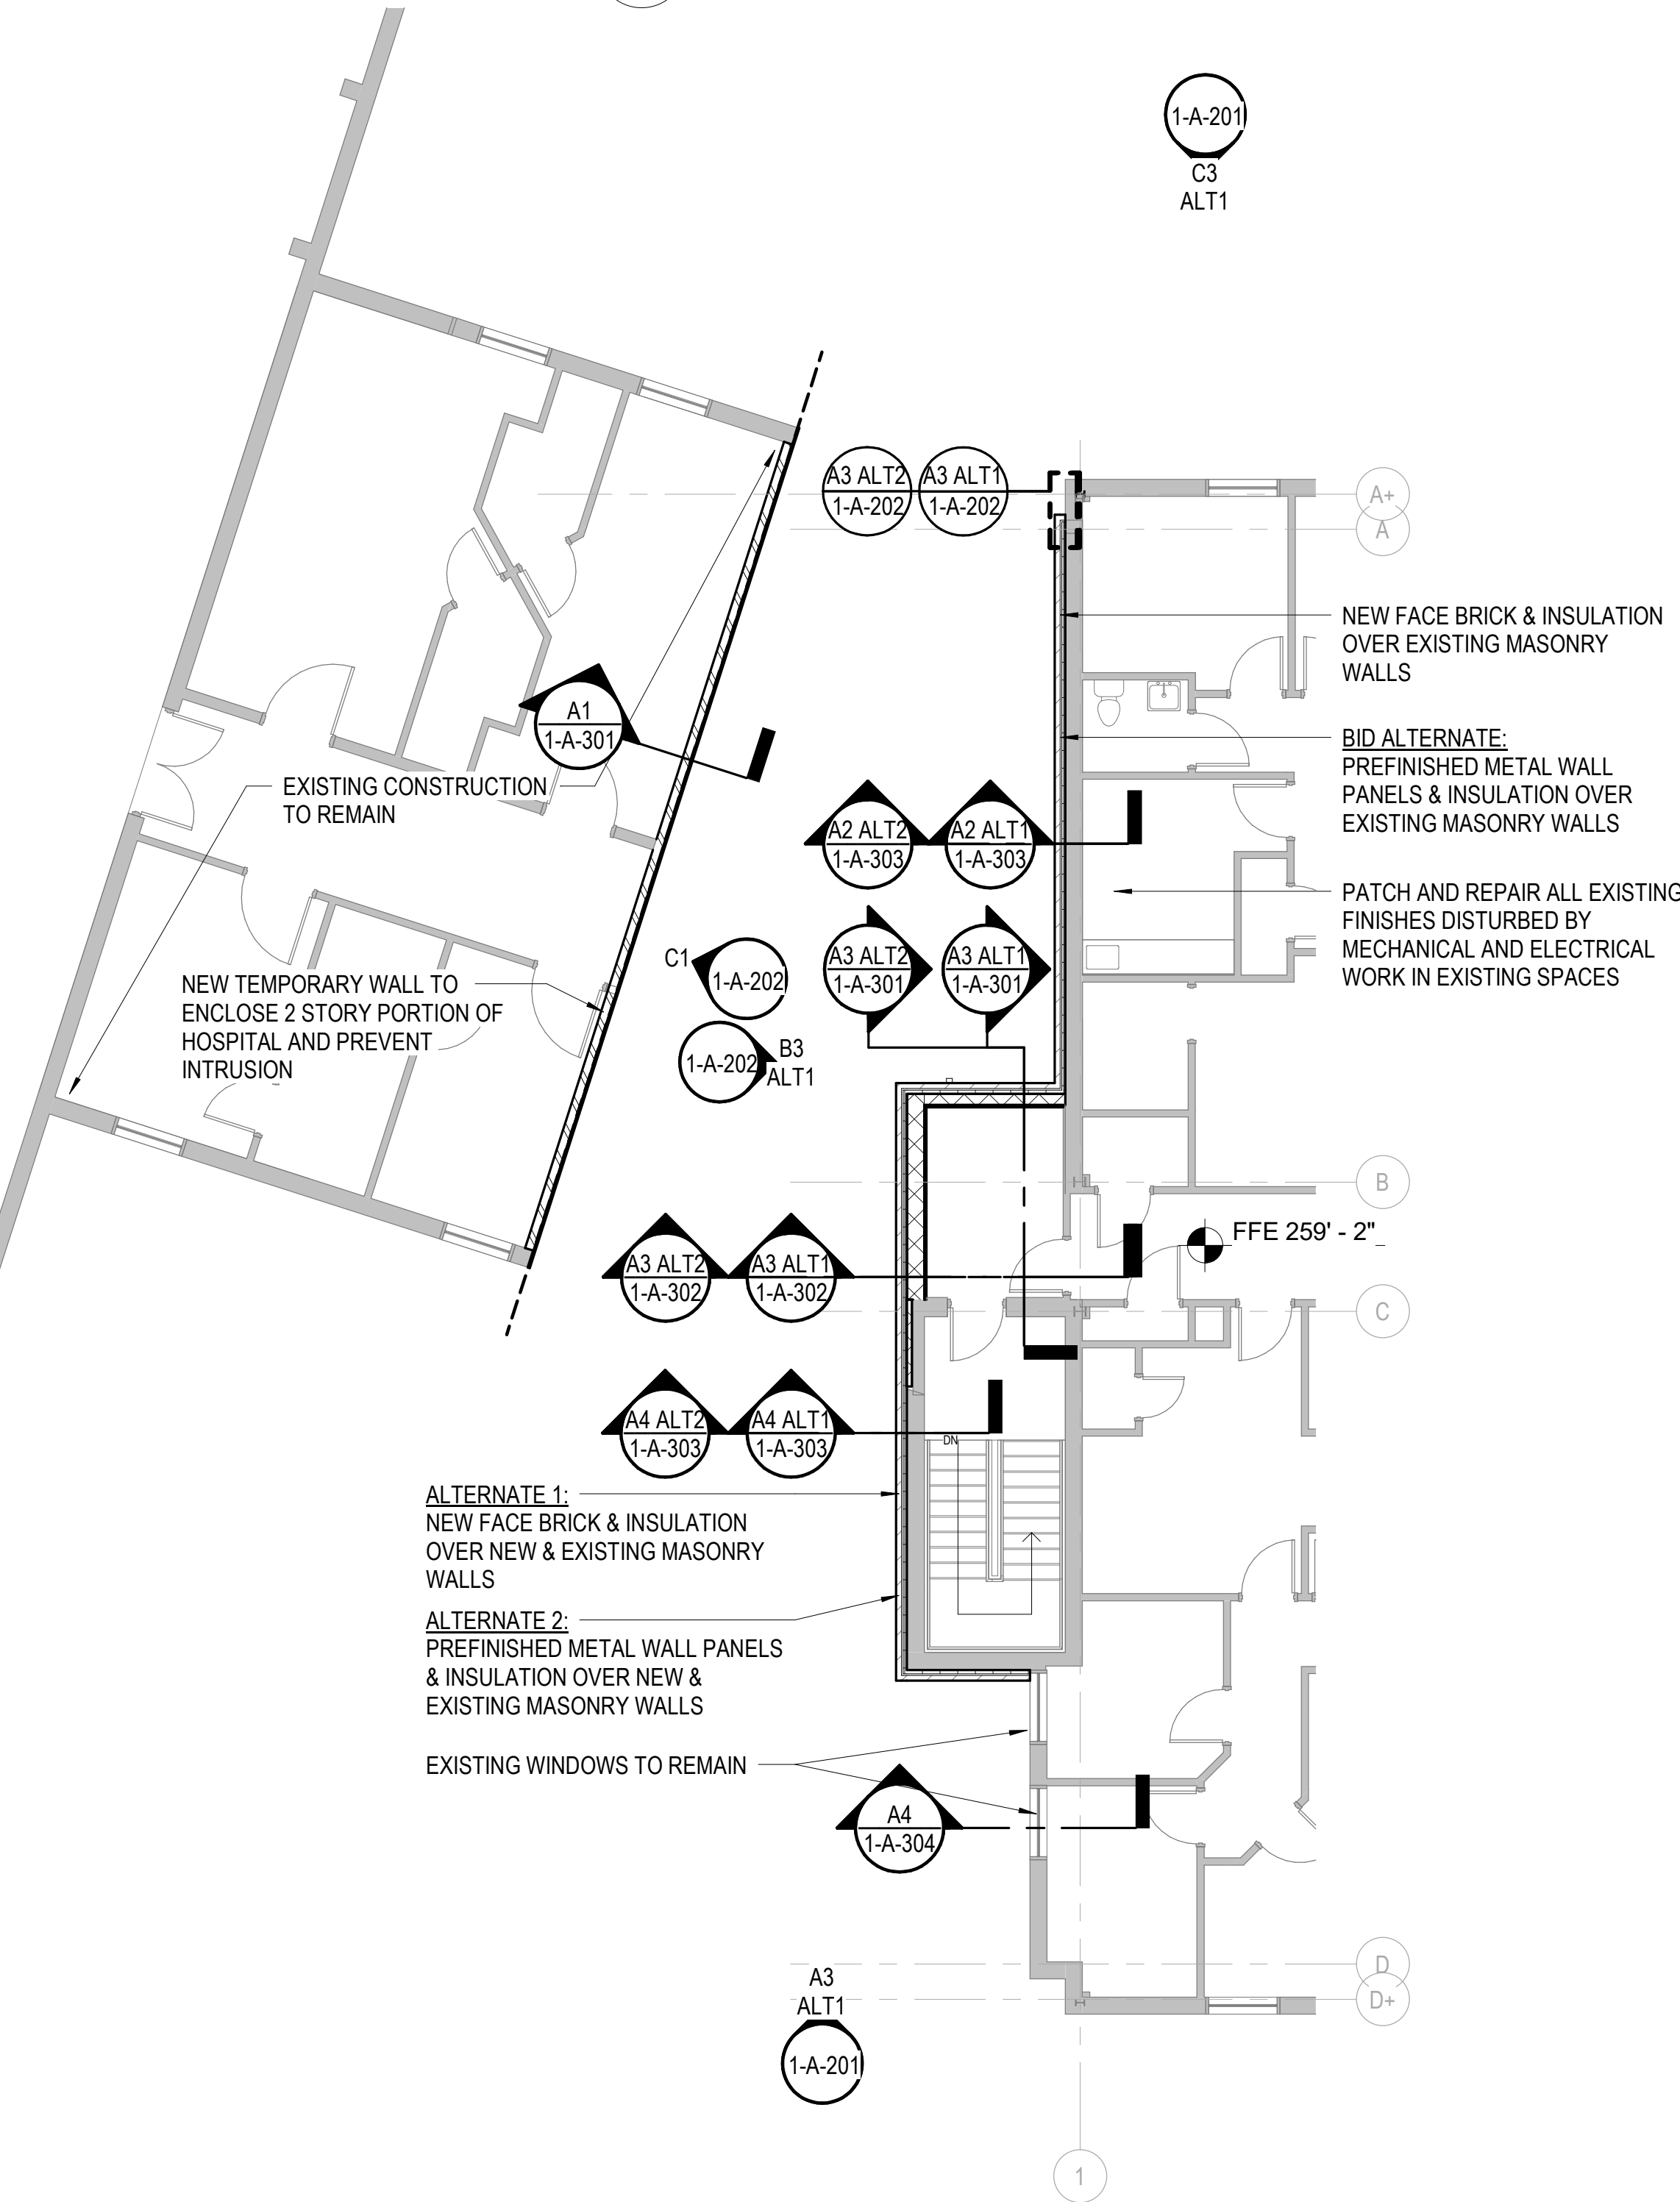 1-A-201
C3
ALT1
A3 ALT2
1-A-202
A3 ALT1
1-A-202
A+
A
NEW FACE BRICK & INSULATION
OVER EXISTING MASONRY
WALLS
A1
1-A-301
BID ALTERNATE:
PREFINISHED METAL WALL
PANELS & INSULATION OVER
EXISTING MASONRY WALLS
EXISTING CONSTRUCTION
TO REMAIN
A2 ALT2
1-A-303
A2 ALT1
1-A-303
PATCH AND REPAIR ALL EXISTING
FINISHES DISTURBED BY
MECHANICAL AND ELECTRICAL
WORK IN EXISTING SPACES
A3 ALT2
1-A-301
A3 ALT1
1-A-301
C1
1-A-202
NEW TEMPORARY WALL TO
ENCLOSE 2 STORY PORTION OF
HOSPITAL AND PREVENT
INTRUSION
1-A-202
B3
ALT1
B
FFE 259' - 2"
A3 ALT2
1-A-302
A3 ALT1
1-A-302
C
A4 ALT2
1-A-303
A4 ALT1
1-A-303
DN
ALTERNATE 1:
NEW FACE BRICK & INSULATION
OVER NEW & EXISTING MASONRY
WALLS
ALTERNATE 2:
PREFINISHED METAL WALL PANELS
& INSULATION OVER NEW &
EXISTING MASONRY WALLS
EXISTING WINDOWS TO REMAIN
A4
1-A-304
D
D+
A3
ALT1
1-A-201
1